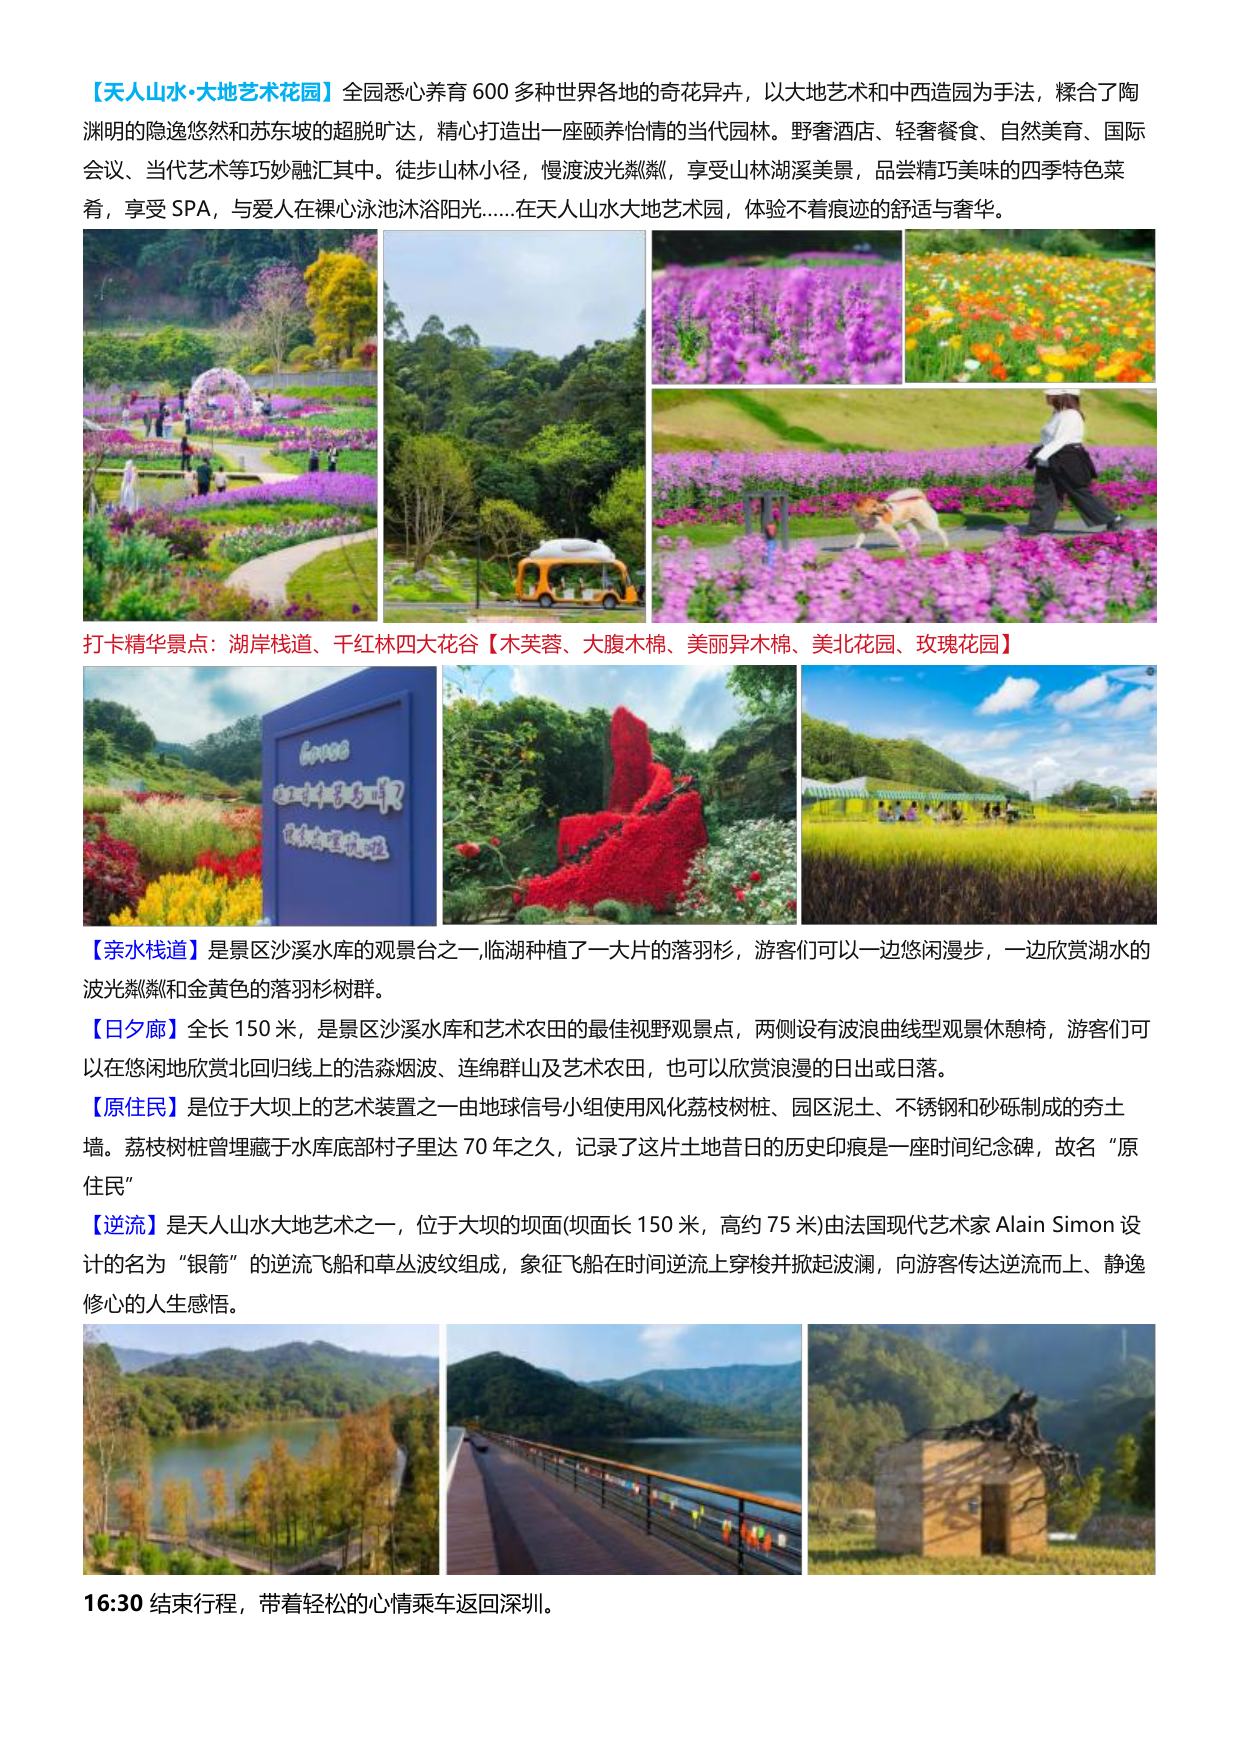 【天人山水·大地艺术花园】全园悉心养育 600 多种世界各地的奇花异卉，以大地艺术和中西造园为手法，糅合了陶
渊明的隐逸悠然和苏东坡的超脱旷达，精心打造出一座颐养怡情的当代园林。野奢酒店、轻奢餐食、自然美育、国际
会议、当代艺术等巧妙融汇其中。徒步山林小径，慢渡波光粼粼，享受山林湖溪美景，品尝精巧美味的四季特色菜
肴，享受 SPA，与爱人在裸心泳池沐浴阳光……在天人山水大地艺术园，体验不着痕迹的舒适与奢华。
打卡精华景点：湖岸栈道、千红林四大花谷【木芙蓉、大腹木棉、美丽异木棉、美北花园、玫瑰花园】
【亲水栈道】是景区沙溪水库的观景台之一,临湖种植了一大片的落羽杉，游客们可以一边悠闲漫步，一边欣赏湖水的
波光粼粼和金黄色的落羽杉树群。
【日夕廊】全长 150 米，是景区沙溪水库和艺术农田的最佳视野观景点，两侧设有波浪曲线型观景休憩椅，游客们可
以在悠闲地欣赏北回归线上的浩淼烟波、连绵群山及艺术农田，也可以欣赏浪漫的日出或日落。
【原住民】是位于大坝上的艺术装置之一由地球信号小组使用风化荔枝树桩、园区泥土、不锈钢和砂砾制成的夯土
墙。荔枝树桩曾埋藏于水库底部村子里达 70 年之久，记录了这片土地昔日的历史印痕是一座时间纪念碑，故名“原
住民”
【逆流】是天人山水大地艺术之一，位于大坝的坝面(坝面长 150 米，高约 75 米)由法国现代艺术家 Alain Simon 设
计的名为“银箭”的逆流飞船和草丛波纹组成，象征飞船在时间逆流上穿梭并掀起波澜，向游客传达逆流而上、静逸
修心的人生感悟。
16:30 结束行程，带着轻松的心情乘车返回深圳。